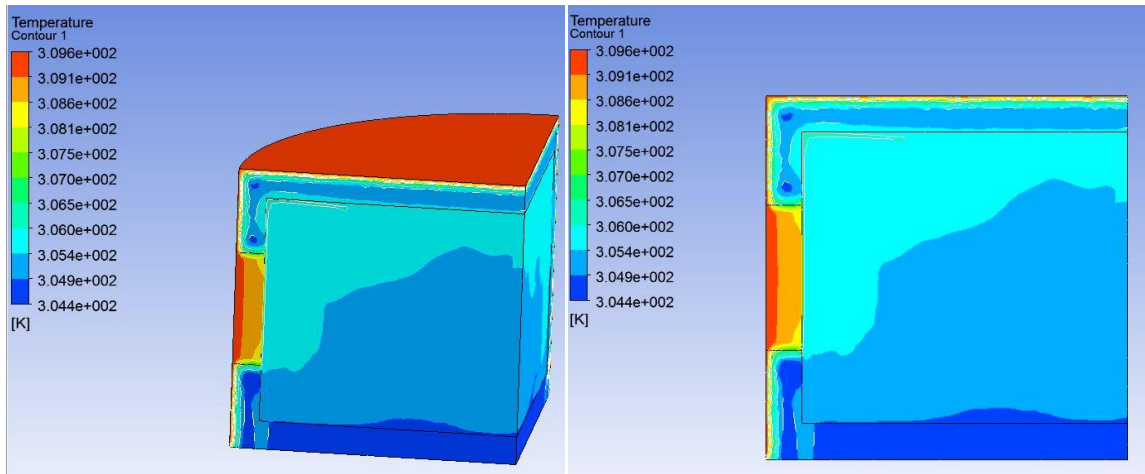 Temperature
Contour 1
3.096e+002
3.091e+002
3.086e+002
3.081e+002
3.075e+002
3.070e+002
3.065e+002
3.060e+002
3.054e+002
3.049e+002
3.044e+002
[K]
Temperature
Contour 1
3.096e+002
3.091e+002
3.086e+002
3.081e+002
3.075e+002
3.070e+002
3.065e+002
3.060e+002
3.054e+002
3.049e+002
3.044e+002
[K]